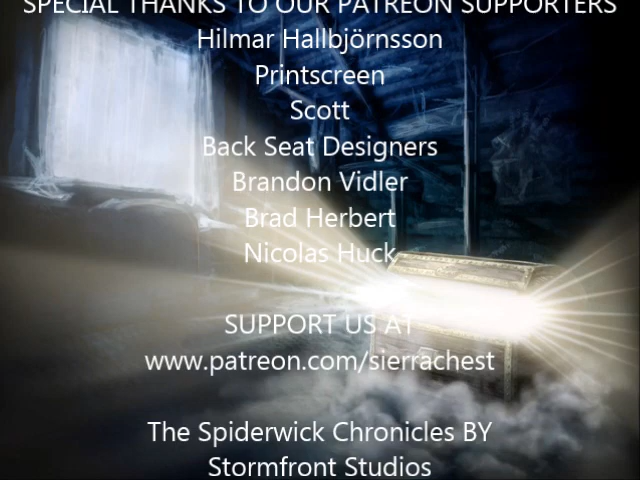 SPECIAL THANKS TO OUR PATREON SUPPORTERS
Hilmar Hallbjörnsson
Printscreen
Scott
Back Seat Designers
Brandon Vidler
Brad Herbert
Nicolas Huck
SUPPORT US AT
www.patreon.com/sierrachest
The Spiderwick Chronicles BY
Stormfront Studios